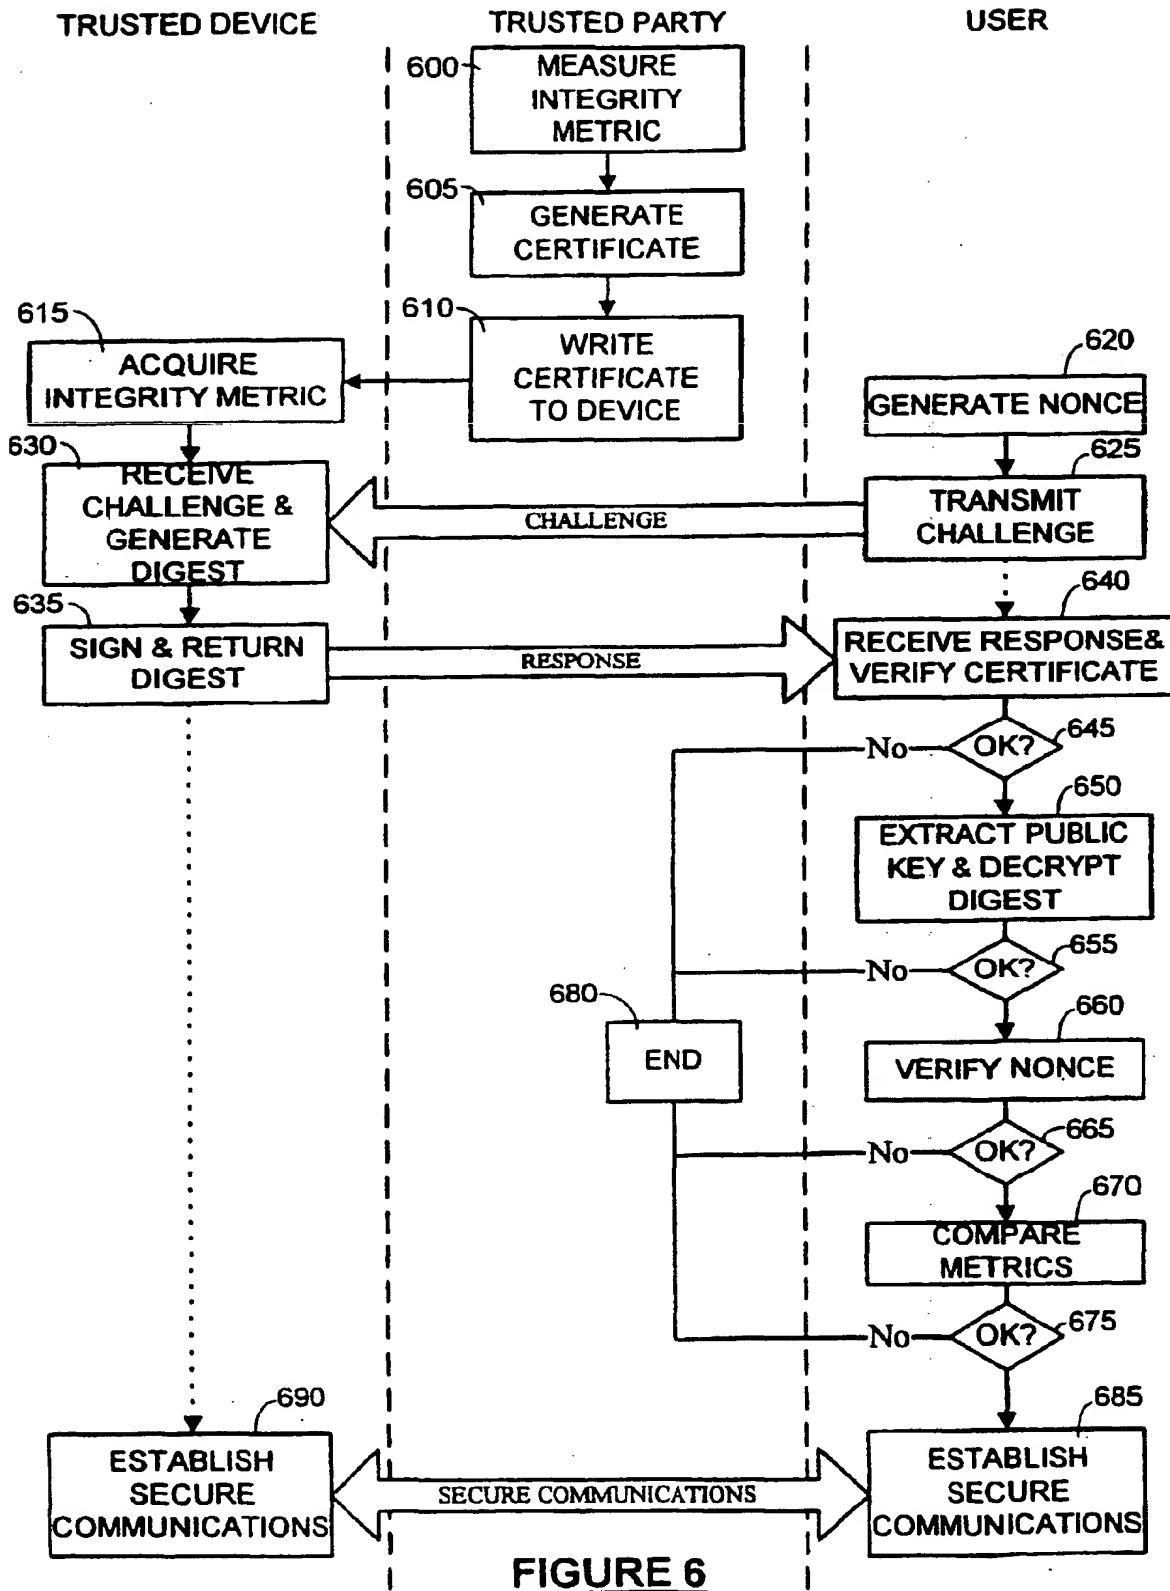 TRUSTED DEVICE
TRUSTED PARTY
USER
600
MEASURE
INTEGRITY
METRIC
605
GENERATE
CERTIFICATE
610
WRITE
CERTIFICATE
TO DEVICE
615
ACQUIRE
INTEGRITY METRIC
620
GENERATE NONCE
625
TRANSMIT
CHALLENGE
CHALLENGE
630
RECEIVE
CHALLENGE &
GENERATE
DIGEST
635
SIGN & RETURN
DIGEST
RESPONSE
640
RECEIVE RESPONSE&
VERIFY CERTIFICATE
645
OK?
No
650
EXTRACT PUBLIC
KEY & DECRYPT
DIGEST
655
OK?
No
680
END
660
VERIFY NONCE
665
OK?
No
670
COMPARE
METRICS
675
OK?
No
690
ESTABLISH
SECURE
COMMUNICATIONS
SECURE COMMUNICATIONS
685
ESTABLISH
SECURE
COMMUNICATIONS
FIGURE 6